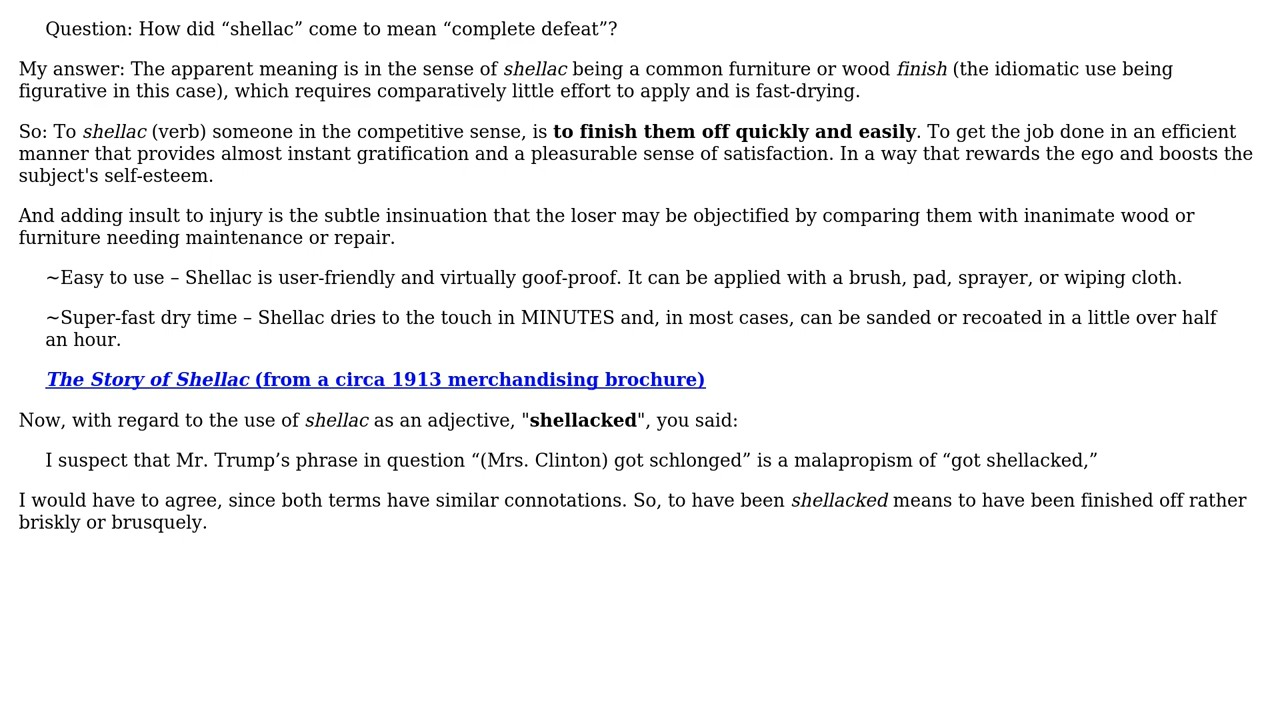 Question: How did “shellac” come to mean “complete defeat”?
My answer: The apparent meaning is in the sense of shellac being a common furniture or wood finish (the idiomatic use being
figurative in this case), which requires comparatively little effort to apply and is fast-drying.
So: To shellac (verb) someone in the competitive sense, is to finish them off quickly and easily. To get the job done in an efficient
manner that provides almost instant gratification and a pleasurable sense of satisfaction. In a way that rewards the ego and boosts the
subject's self-esteem.
And adding insult to injury is the subtle insinuation that the loser may be objectified by comparing them with inanimate wood or
furniture needing maintenance or repair.
~Easy to use – Shellac is user-friendly and virtually goof-proof. It can be applied with a brush, pad, sprayer, or wiping cloth.
~Super-fast dry time – Shellac dries to the touch in MINUTES and, in most cases, can be sanded or recoated in a little over half
an hour.
The Story of Shellac (from a circa 1913 merchandising brochure)
Now, with regard to the use of shellac as an adjective, "shellacked", you said:
I suspect that Mr. Trump’s phrase in question “(Mrs. Clinton) got schlonged” is a malapropism of “got shellacked,”
I would have to agree, since both terms have similar connotations. So, to have been shellacked means to have been finished off rather
briskly or brusquely.